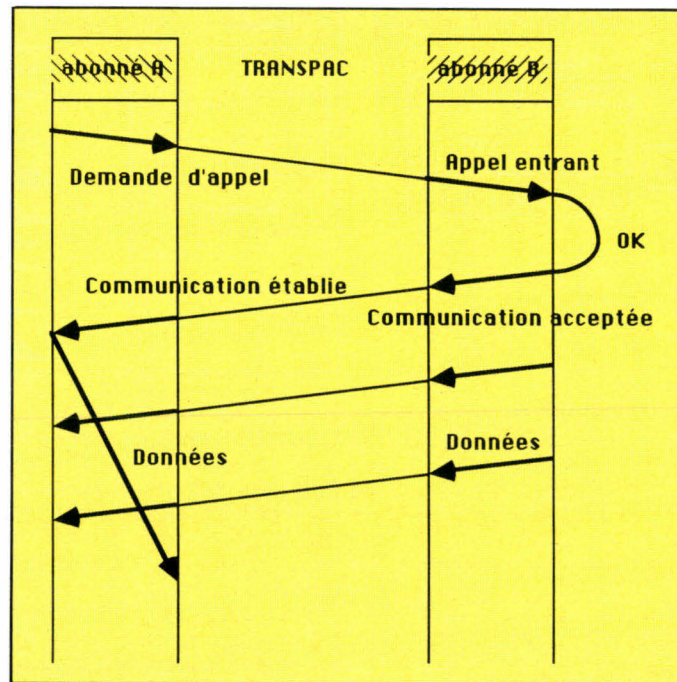 abonné A TRANSPAC abonné B
Demande d'appel
Appel entrant
OK
Communication établie
Communication acceptée
Données
Données